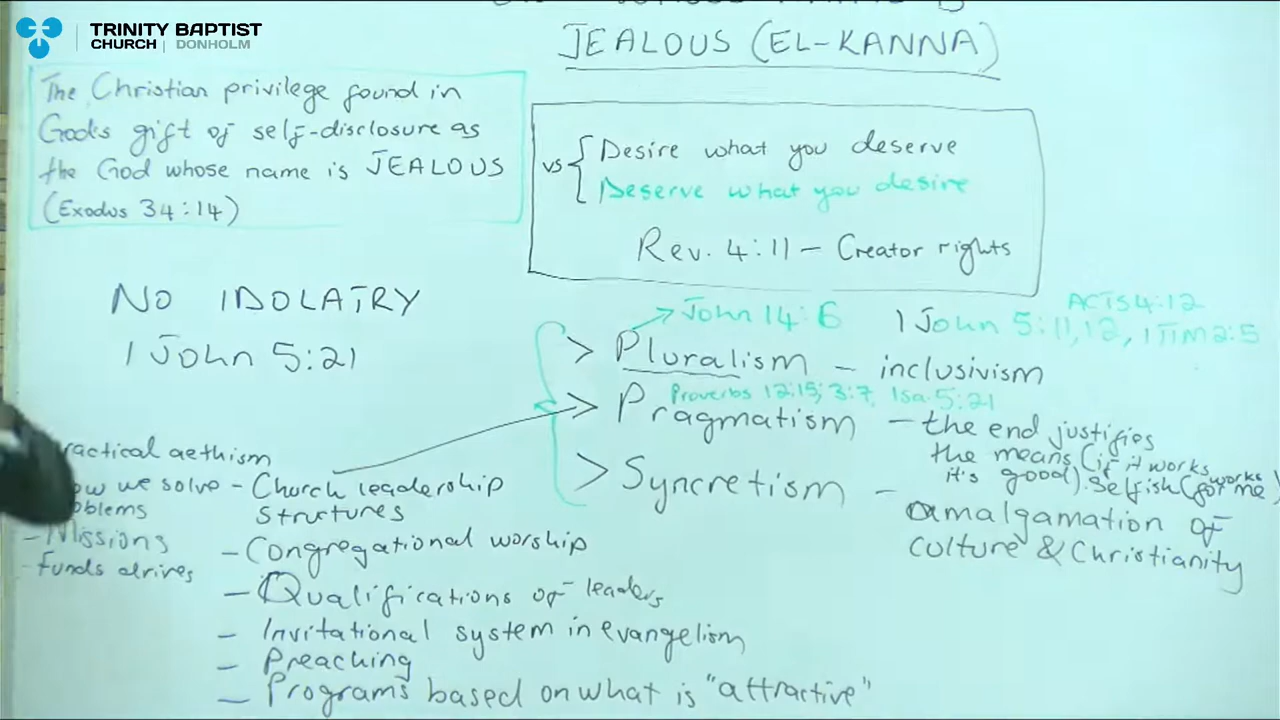 TRINITY BAPTIST
CHURCH | DONHOLM
JEALOUS (EL-KANNA)
The Christian privilege found in
God's gift of self-disclosure as
the God whose name is JEALOUS
(Exodus 34:14)
vs { Desire what you deserve
Deserve what you desire
Rev. 4:11 - Creator rights
NO IDOLATRY
1 John 5:21
John 14:6
ACTS 4:12
1 John 5:11,12, 1 TIM 2:5
> Pluralism - inclusivism
Proverbs 12:15; 3:7, Isa. 5:21
> Pragmatism - the end justifies
the means (if it works
it's good). Selfish (works for me)
> Syncretism - amalgamation of
culture & Christianity
ractical aethism
ow we solve
oblems
- Missions
- Funds drives
- Church leadership
structures
- Congregational worship
- Qualifications of leaders
- Invitational system in evangelism
- Preaching
- Programs based on what is "attractive"